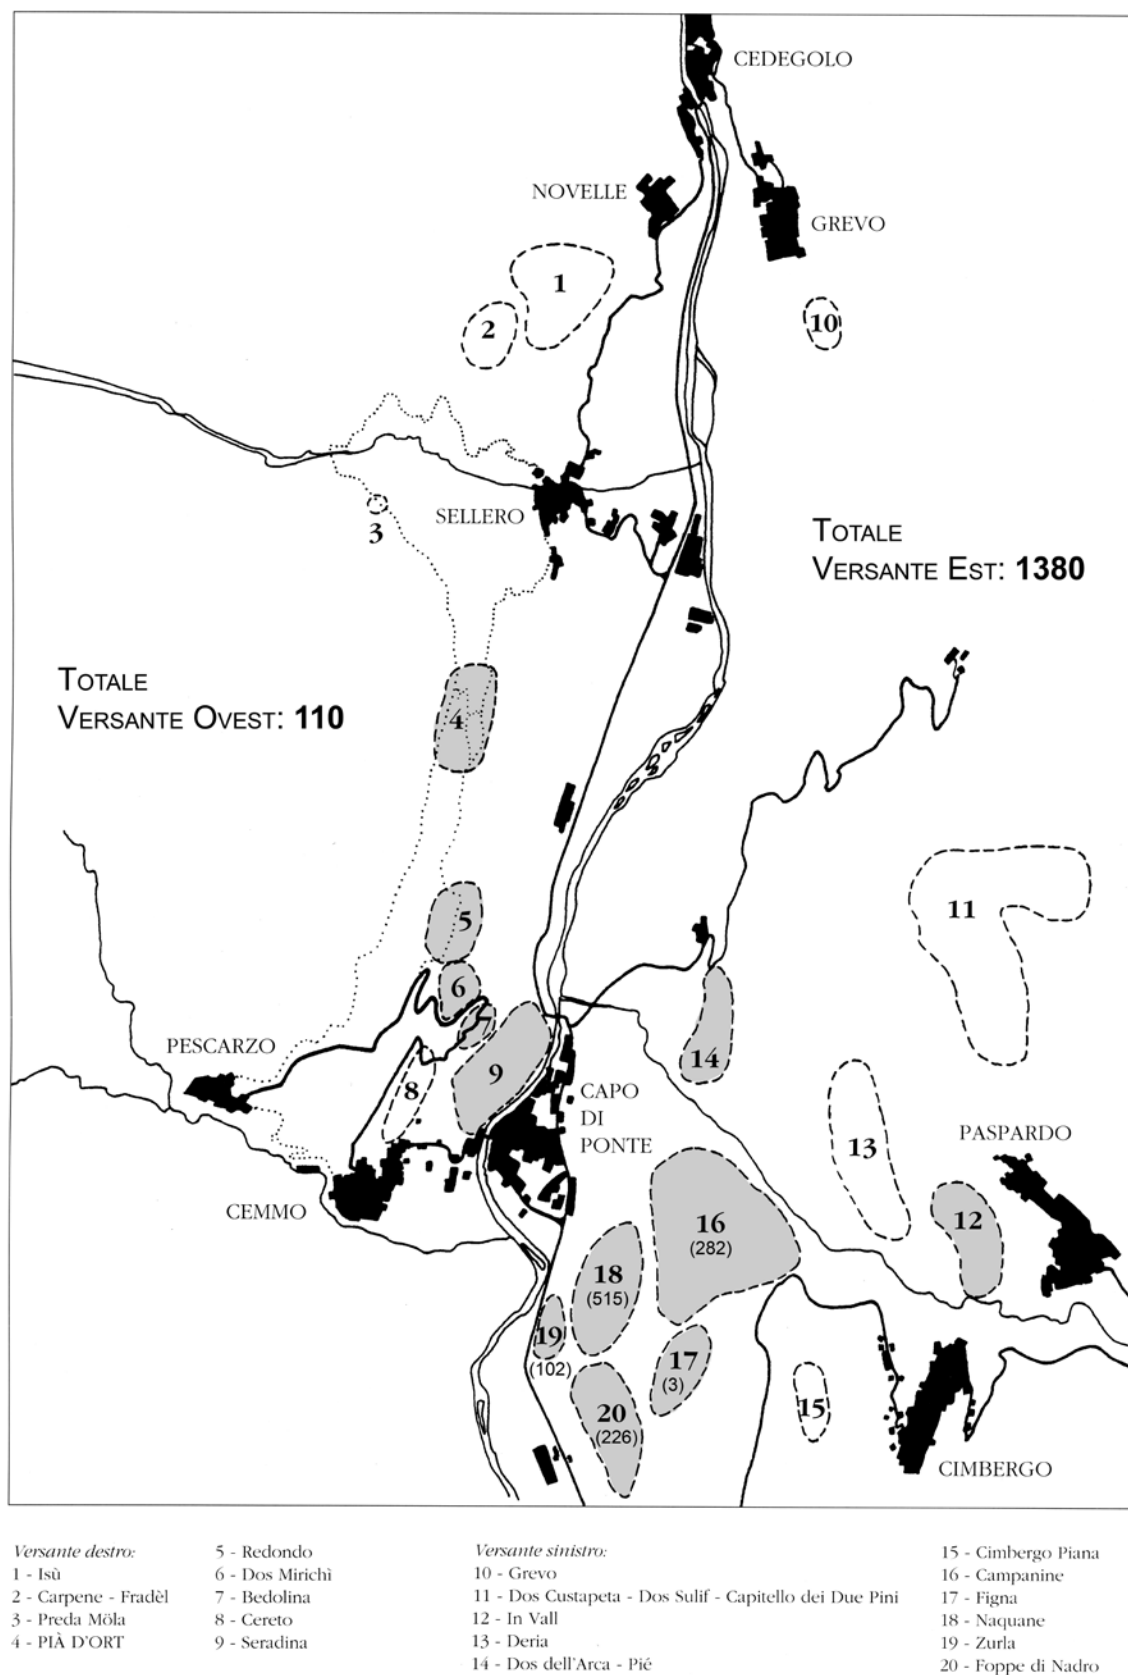 CEDEGOLO
NOVELLE
GREVO
1
2
10
3
SELLERO
TOTALE
VERSANTE EST: 1380
TOTALE
VERSANTE OVEST: 110
4
5
11
6
7
PESCARZO
14
9
8
CAPO
DI
PONTE
13
PASPARDO
CEMMO
16
(282)
12
18
(515)
19
(102)
17
(3)
15
20
(226)
CIMBERGO
Versante destro:
1 - Isù
2 - Carpene - Fradèl
3 - Preda Möla
4 - PIÀ D'ORT
5 - Redondo
6 - Dos Mirichì
7 - Bedolina
8 - Cereto
9 - Seradina
Versante sinistro:
10 - Grevo
11 - Dos Custapeta - Dos Sulif - Capitello dei Due Pini
12 - In Vall
13 - Deria
14 - Dos dell'Arca - Pié
15 - Cimbergo Piana
16 - Campanine
17 - Figna
18 - Naquane
19 - Zurla
20 - Foppe di Nadro